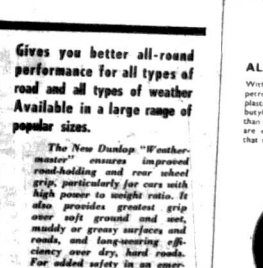 Gives you better all-round
performance for all types of
road and all types of weather
Available in a large range of
popular sizes.
The New Dunlop "Weather-
master" ensures improved
road-holding and rear wheel
grip, particularly for cars with
high power to weight ratio. It
also provides greatest grip
over soft ground and wet,
muddy or greasy surfaces and
roads, and long-wearing effi-
ciency over dry, hard roads.
For added safety in an emer-
AL
With
petro
plast
butyl
than
are
that